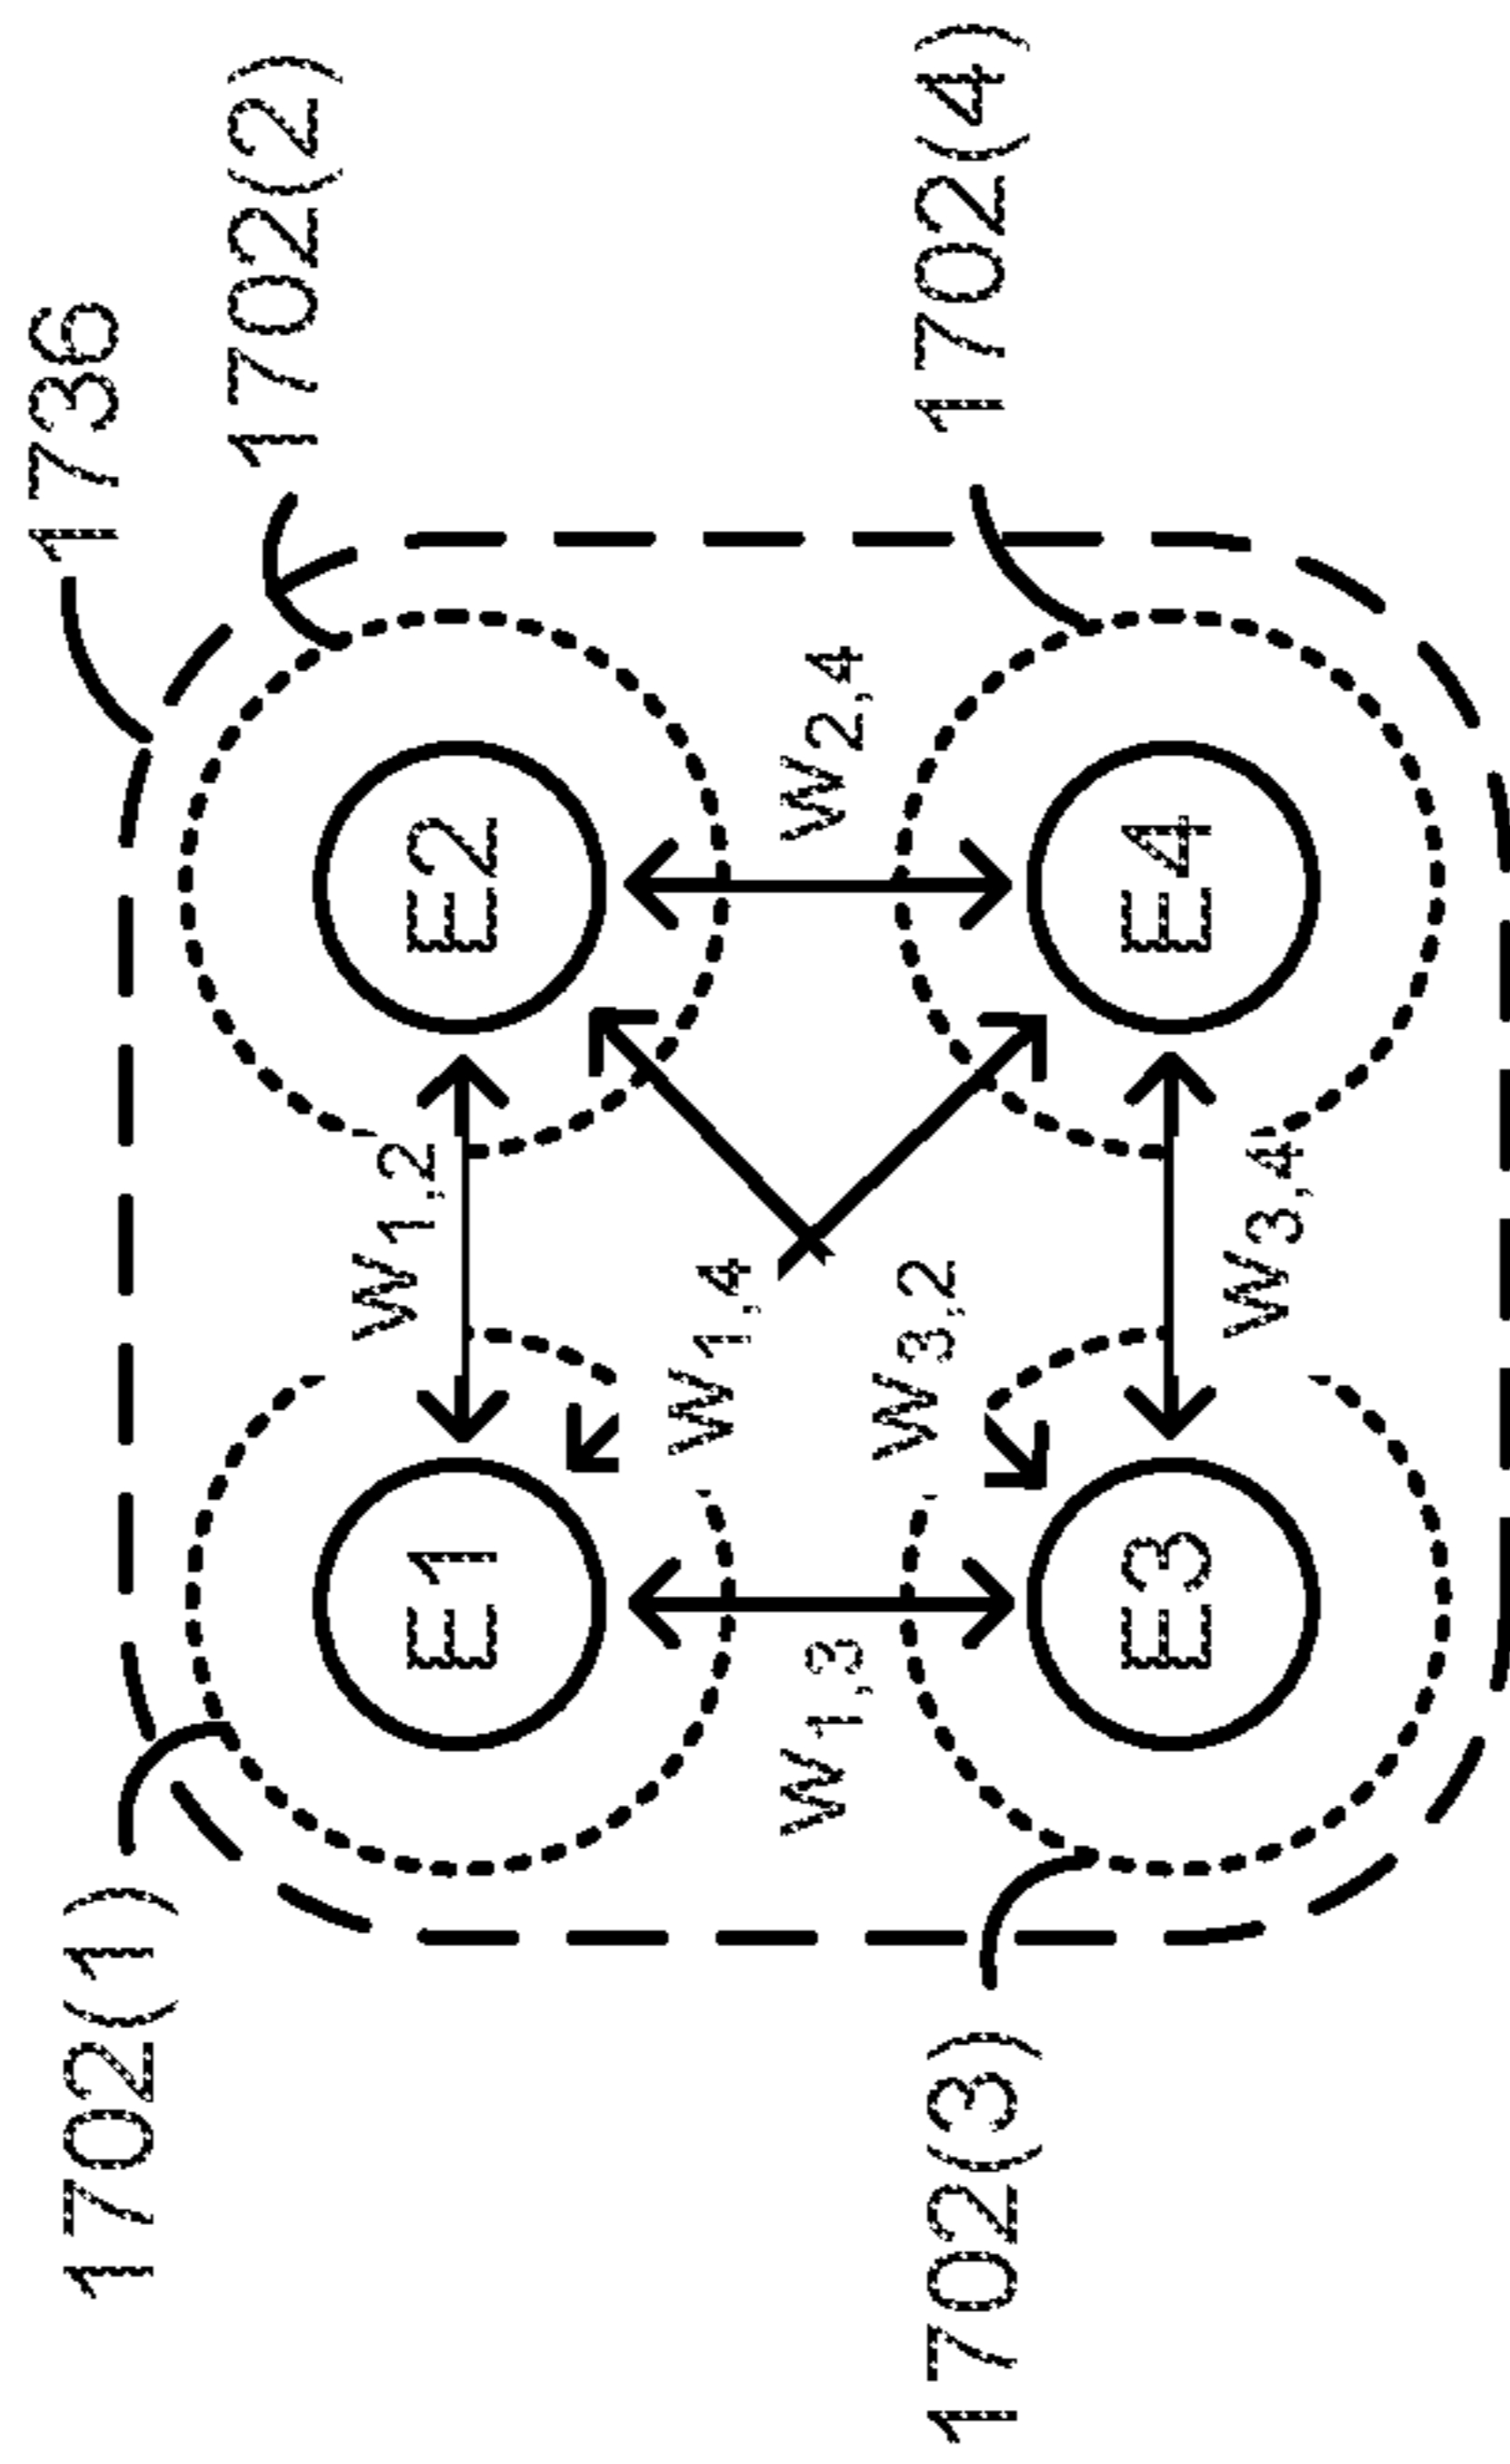 1736
1702(1)
1702(2)
E1
W1,2
E2
W1,4
W1,3
W2,4
W3,2
E3
W3,4
E4
1702(3)
1702(4)